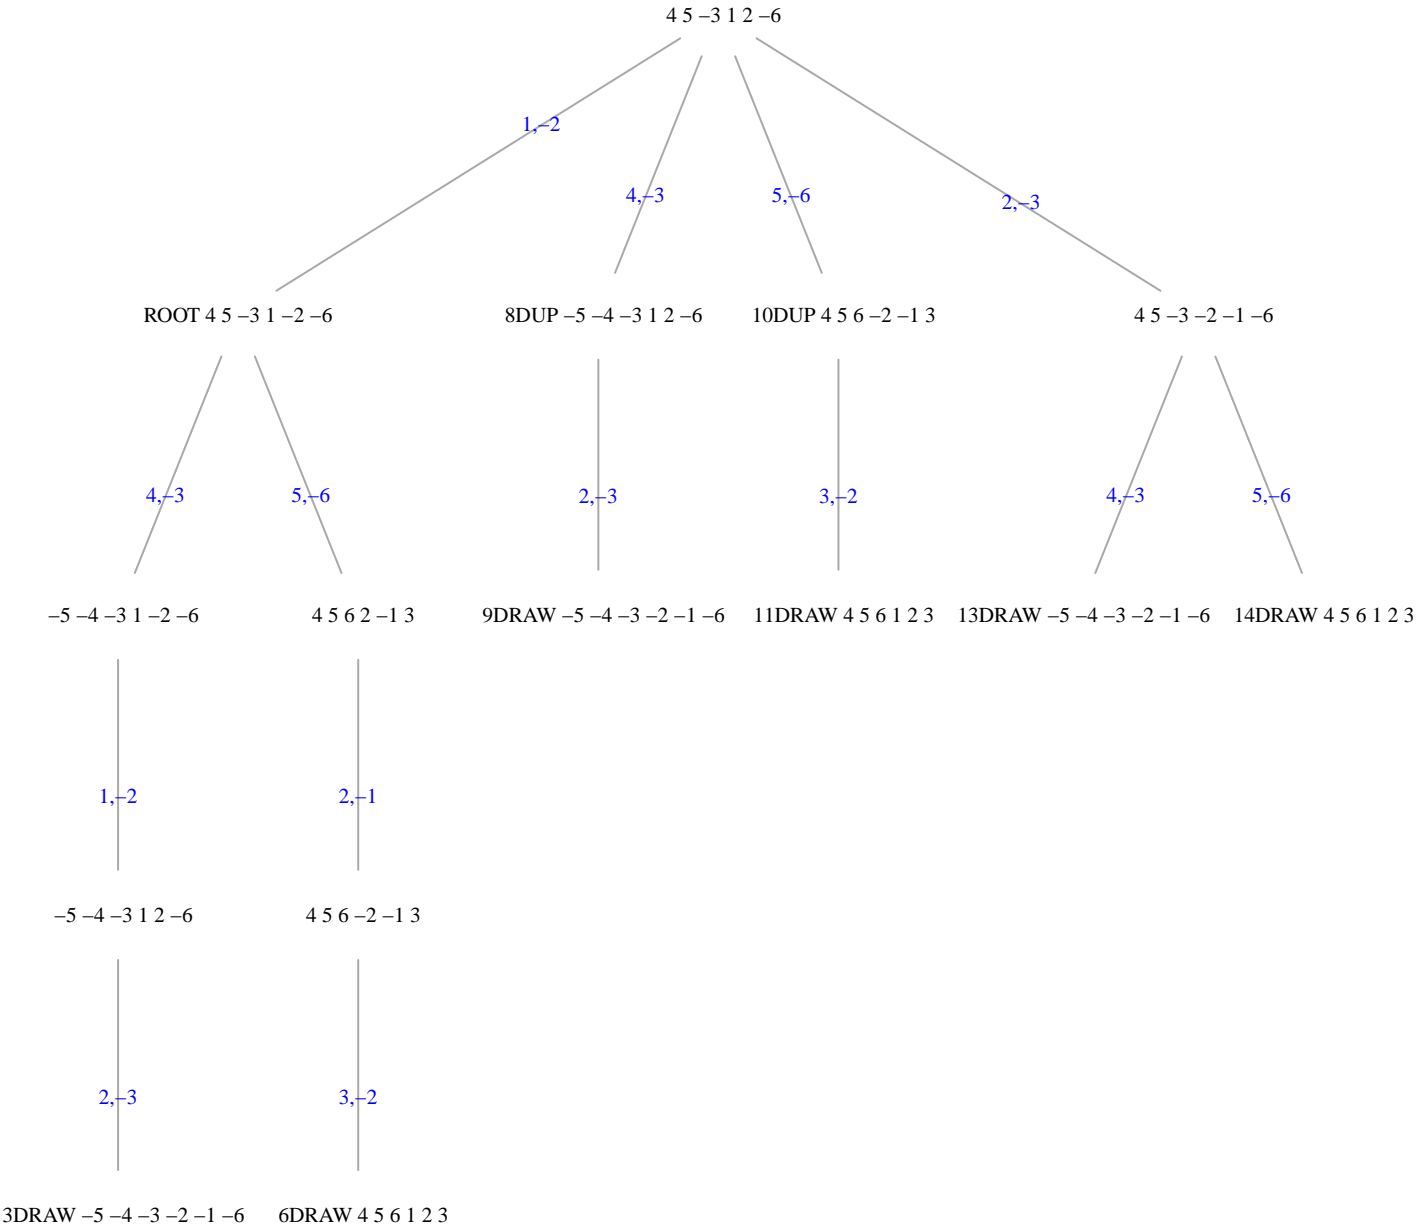 4 5 –3 1 2 –6
1,–2
4,–3
5,–6
2,–3
ROOT 4 5 –3 1 –2 –6
8DUP –5 –4 –3 1 2 –6
10DUP 4 5 6 –2 –1 3
4 5 –3 –2 –1 –6
4,–3
5,–6
2,–3
3,–2
4,–3
5,–6
–5 –4 –3 1 –2 –6
4 5 6 2 –1 3
9DRAW –5 –4 –3 –2 –1 –6
11DRAW 4 5 6 1 2 3
13DRAW –5 –4 –3 –2 –1 –6
14DRAW 4 5 6 1 2 3
1,–2
2,–1
–5 –4 –3 1 2 –6
4 5 6 –2 –1 3
2,–3
3,–2
3DRAW –5 –4 –3 –2 –1 –6
6DRAW 4 5 6 1 2 3